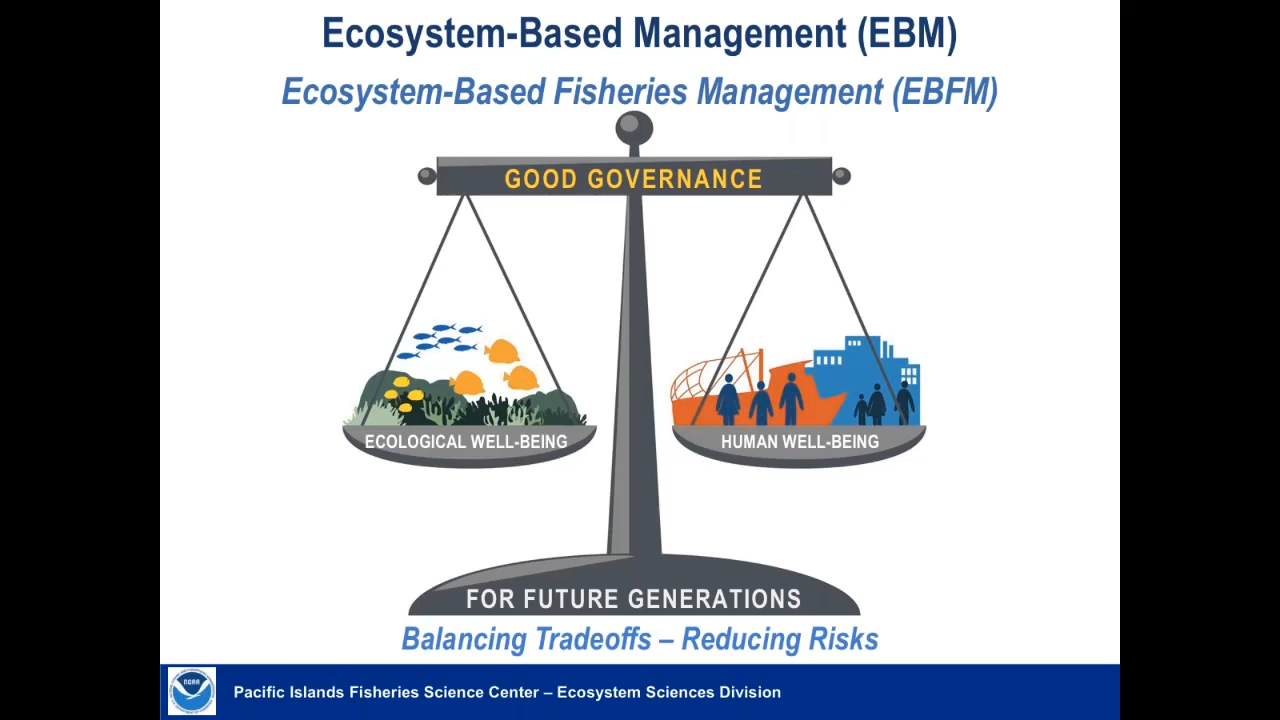 Ecosystem-Based Management (EBM)
Ecosystem-Based Fisheries Management (EBFM)
GOOD GOVERNANCE
ECOLOGICAL WELL-BEING
HUMAN WELL-BEING
FOR FUTURE GENERATIONS
Balancing Tradeoffs – Reducing Risks
NOAA
Pacific Islands Fisheries Science Center – Ecosystem Sciences Division